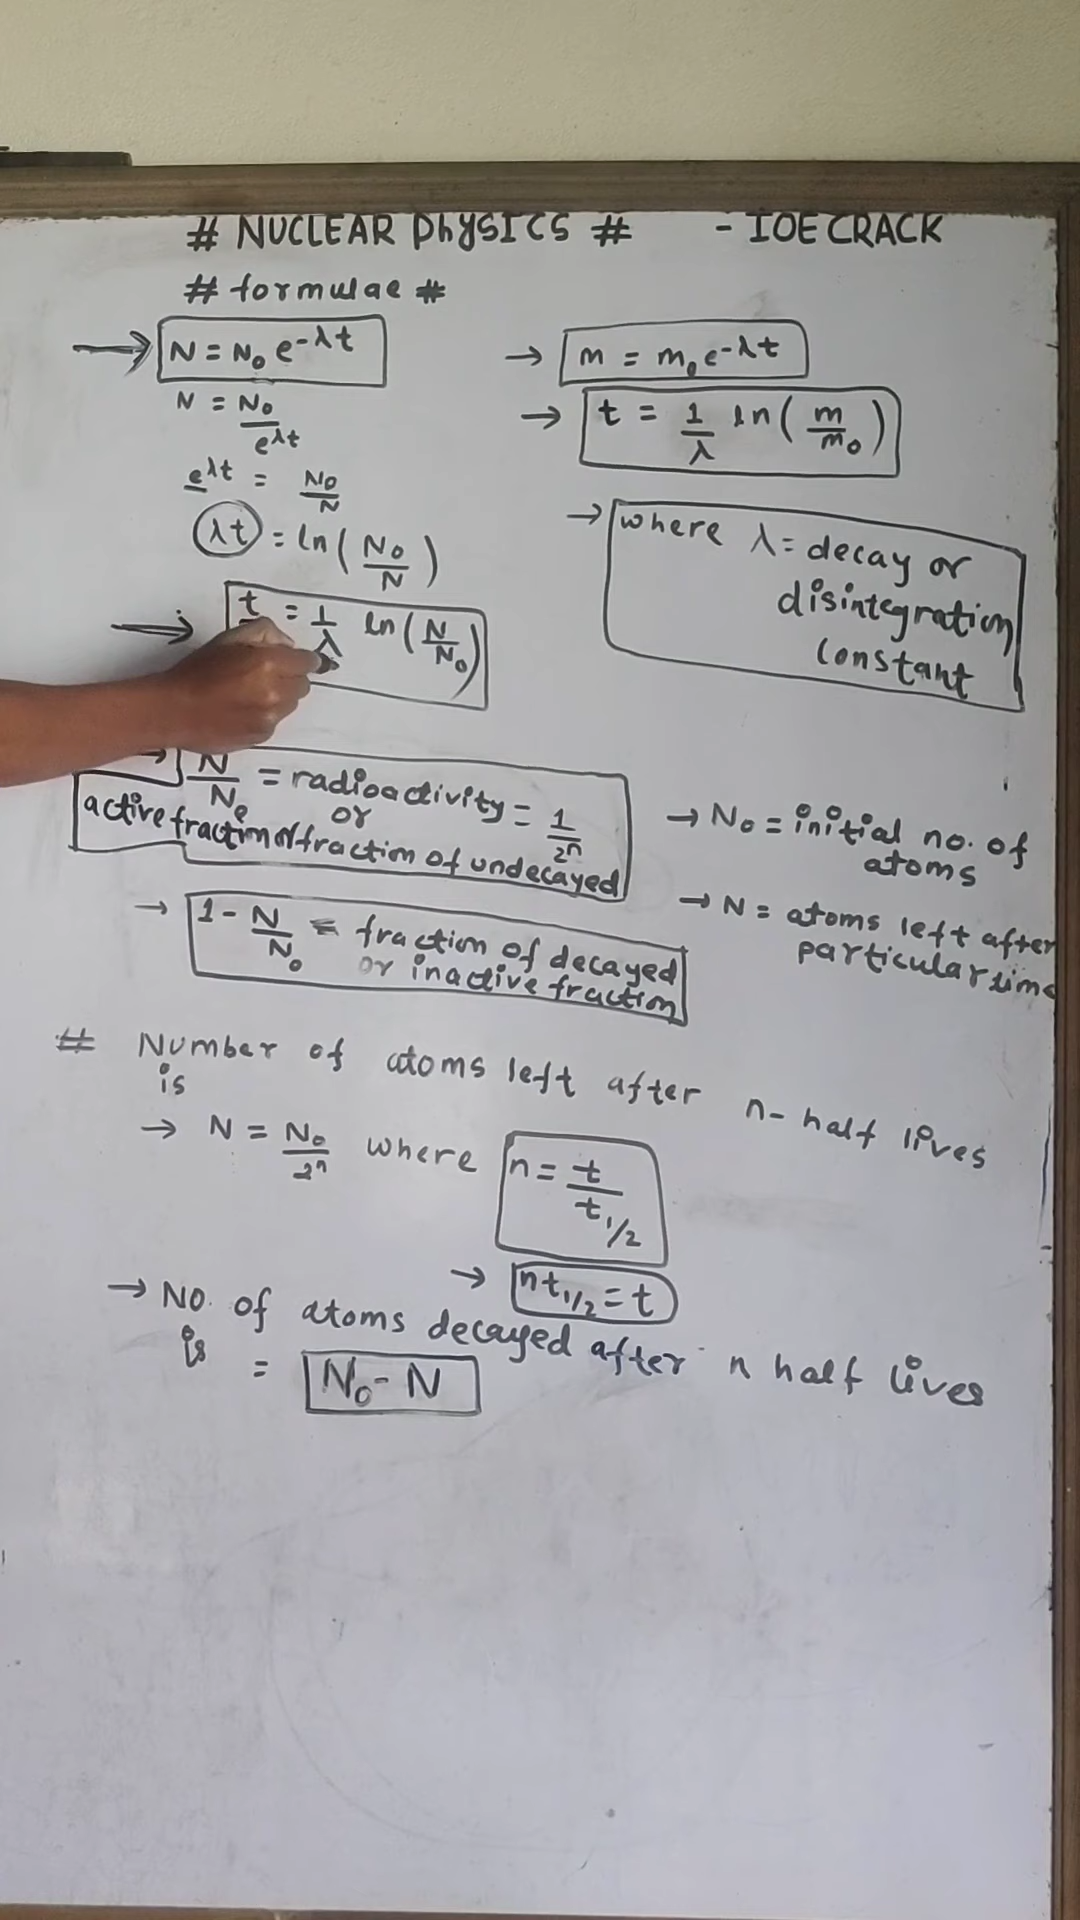 # NUCLEAR PhYSICS # - IOE CRACK
# formulae #
→ N = N₀ e^-λt
N = N₀/e^λt
e^λt = N₀/N
λt = ln(N₀/N)
→ t = 1/λ ln(N/N₀)
→ m = m₀ e^-λt
→ t = 1/λ ln(m/m₀)
→ where λ = decay or
disintegration
constant
→ N/N₀ = radioactivity = 1/2ⁿ
or
active fraction or fraction of undecayed
→ 1 - N/N₀ = fraction of decayed
or inactive fraction
→ N₀ = initial no. of
atoms
→ N = atoms left after
particular time
# Number of atoms left after n- half lives
is
→ N = N₀/2ⁿ where n = t/t₁/₂
→ nt₁/₂ = t
→ NO. of atoms decayed after n half lives
is = N₀ - N